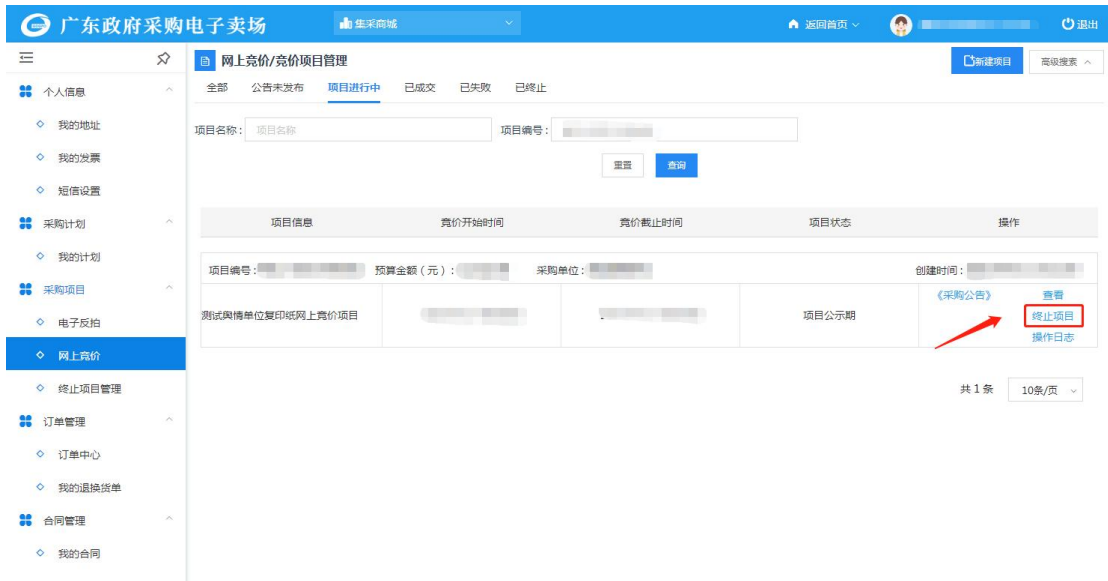 广东政府采购电子卖场
集采商城
返回首页
退出
网上竞价/竞价项目管理
新建项目
高级搜索
个人信息
我的地址
我的发票
短信设置
采购计划
我的计划
采购项目
电子反拍
网上竞价
终止项目管理
订单管理
订单中心
我的退换货单
合同管理
我的合同
全部 公告未发布 项目进行中 已成交 已失败 已终止
项目名称： 项目名称 项目编号：
重置 查询
项目信息 竞价开始时间 竞价截止时间 项目状态 操作
项目编号： 预算金额（元）： 采购单位： 创建时间：
测试舆情单位复印纸网上竞价项目 项目公示期 《采购公告》 查看
终止项目
操作日志
共 1 条 10条/页